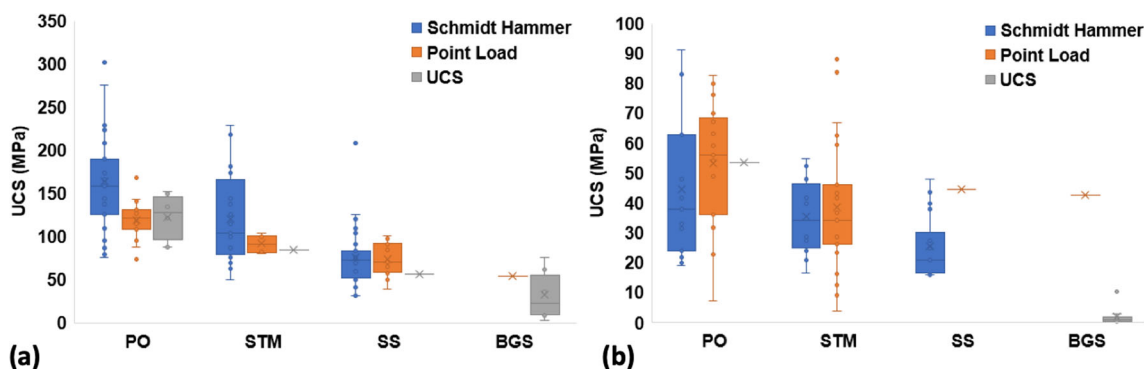 Schmidt Hammer
Point Load
UCS
UCS (MPa)
350
300
250
200
150
100
50
0
PO STM SS BGS
(a)
Schmidt Hammer
Point Load
UCS
UCS (MPa)
100
90
80
70
60
50
40
30
20
10
0
PO STM SS BGS
(b)